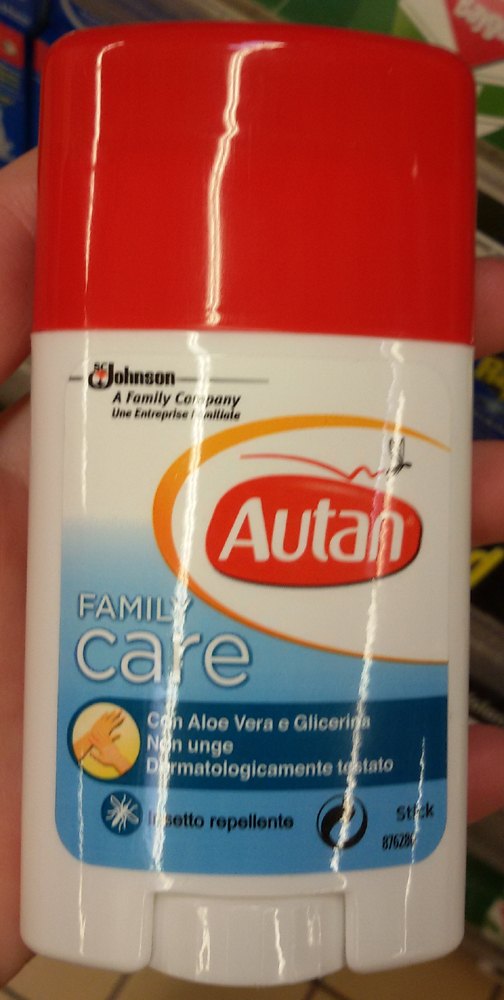 SC Johnson
A Family Company
Une Entreprise Familiale
Autan
FAMILY
care
Con Aloe Vera e Glicerina
Non unge
Dermatologicamente testato
Insetto repellente
Stick